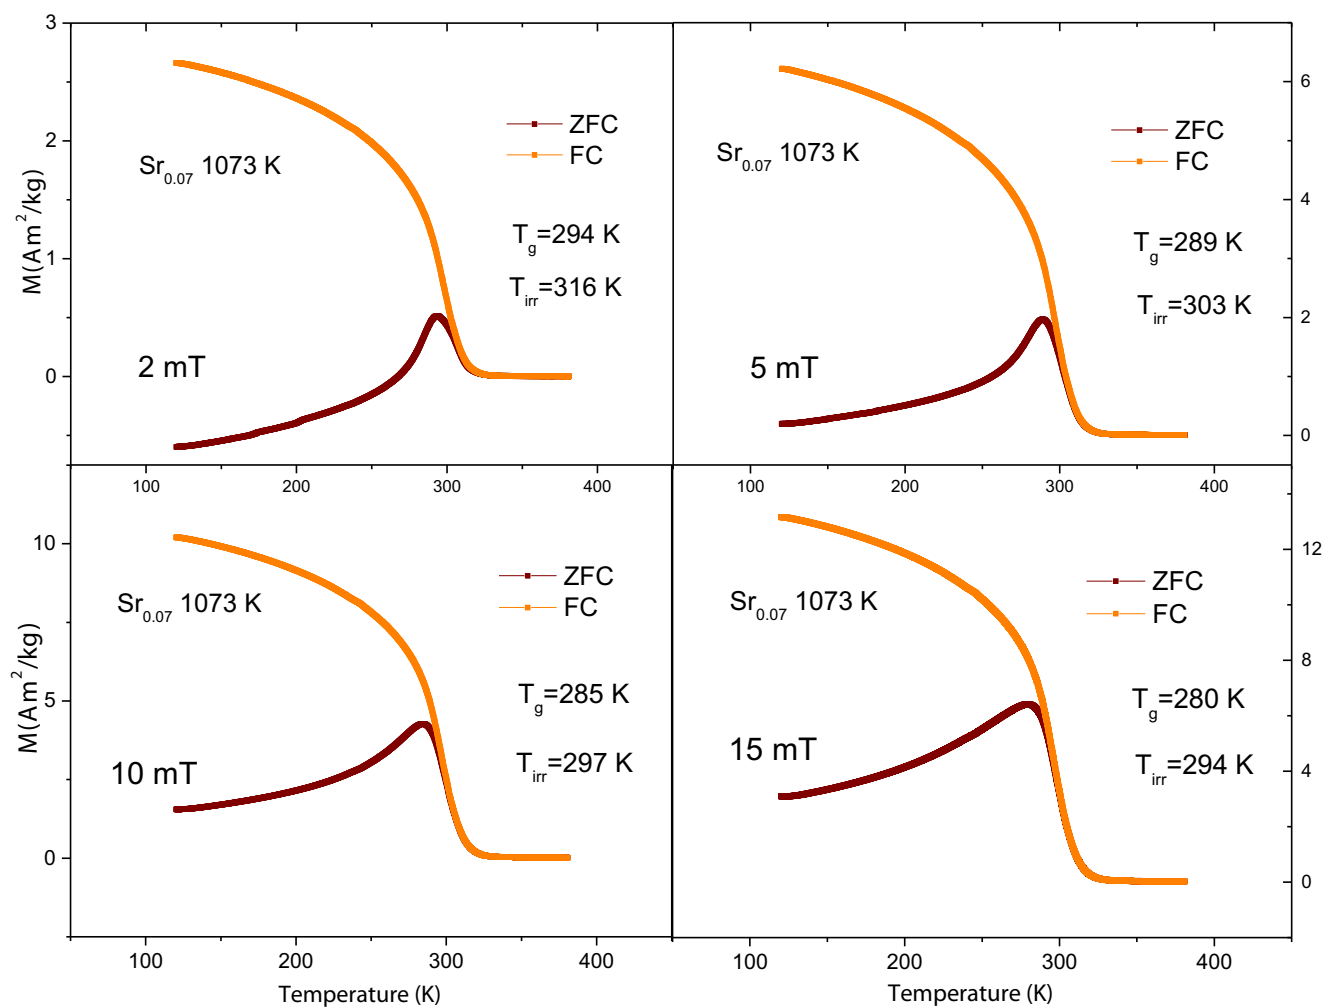 3
2
1
0
M(Am²/kg)
ZFC
FC
Sr0.07 1073 K
Tg=294 K
Tirr=316 K
2 mT
100 200 300 400
6
4
2
0
ZFC
FC
Sr0.07 1073 K
Tg=289 K
Tirr=303 K
5 mT
100 200 300 400
10
5
0
M(Am²/kg)
ZFC
FC
Sr0.07 1073 K
Tg=285 K
Tirr=297 K
10 mT
100 200 300 400
Temperature (K)
12
8
4
0
ZFC
FC
Sr0.07 1073 K
Tg=280 K
Tirr=294 K
15 mT
100 200 300 400
Temperature (K)